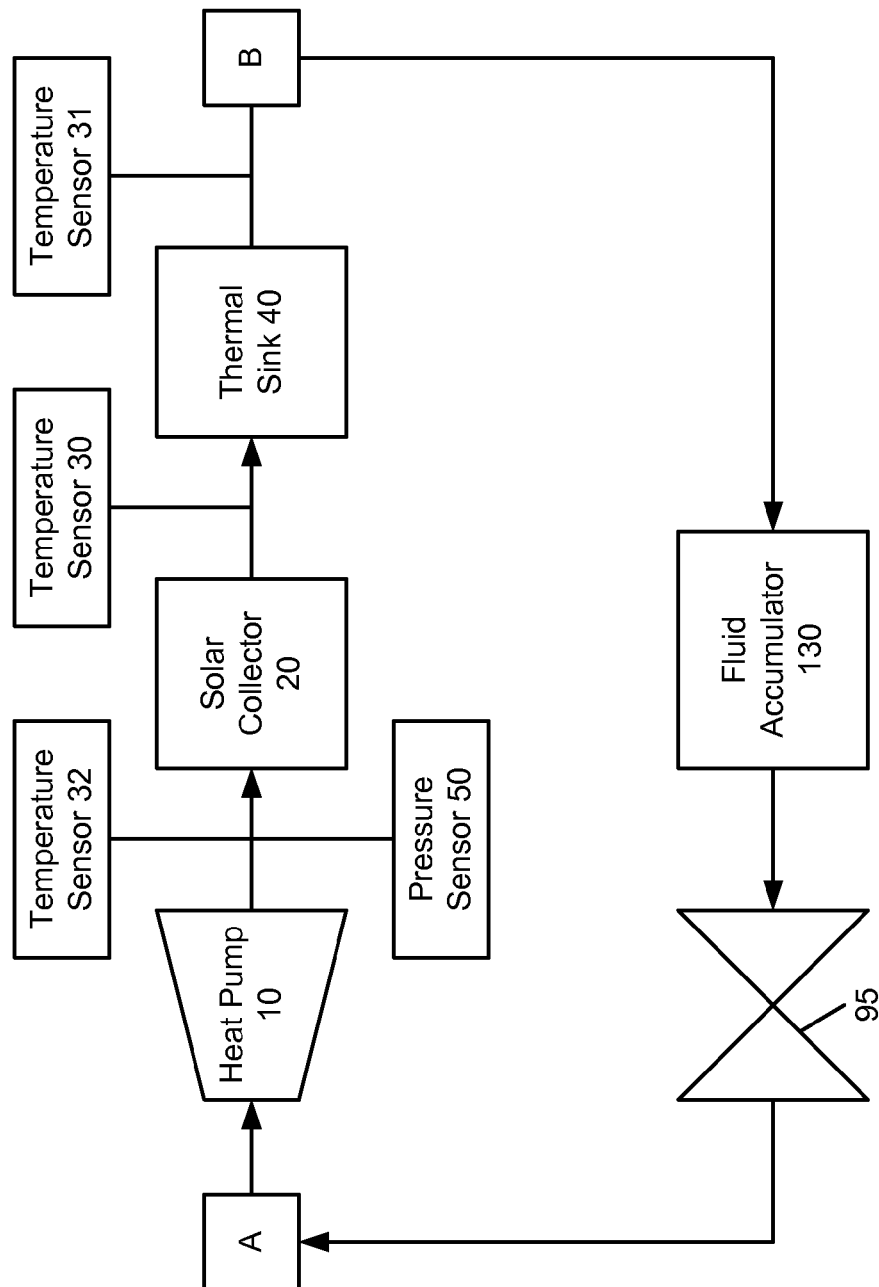 Temperature
Sensor 32
Temperature
Sensor 30
Temperature
Sensor 31
A
Heat Pump
10
Solar
Collector
20
Thermal
Sink 40
B
Pressure
Sensor 50
95
Fluid
Accumulator
130